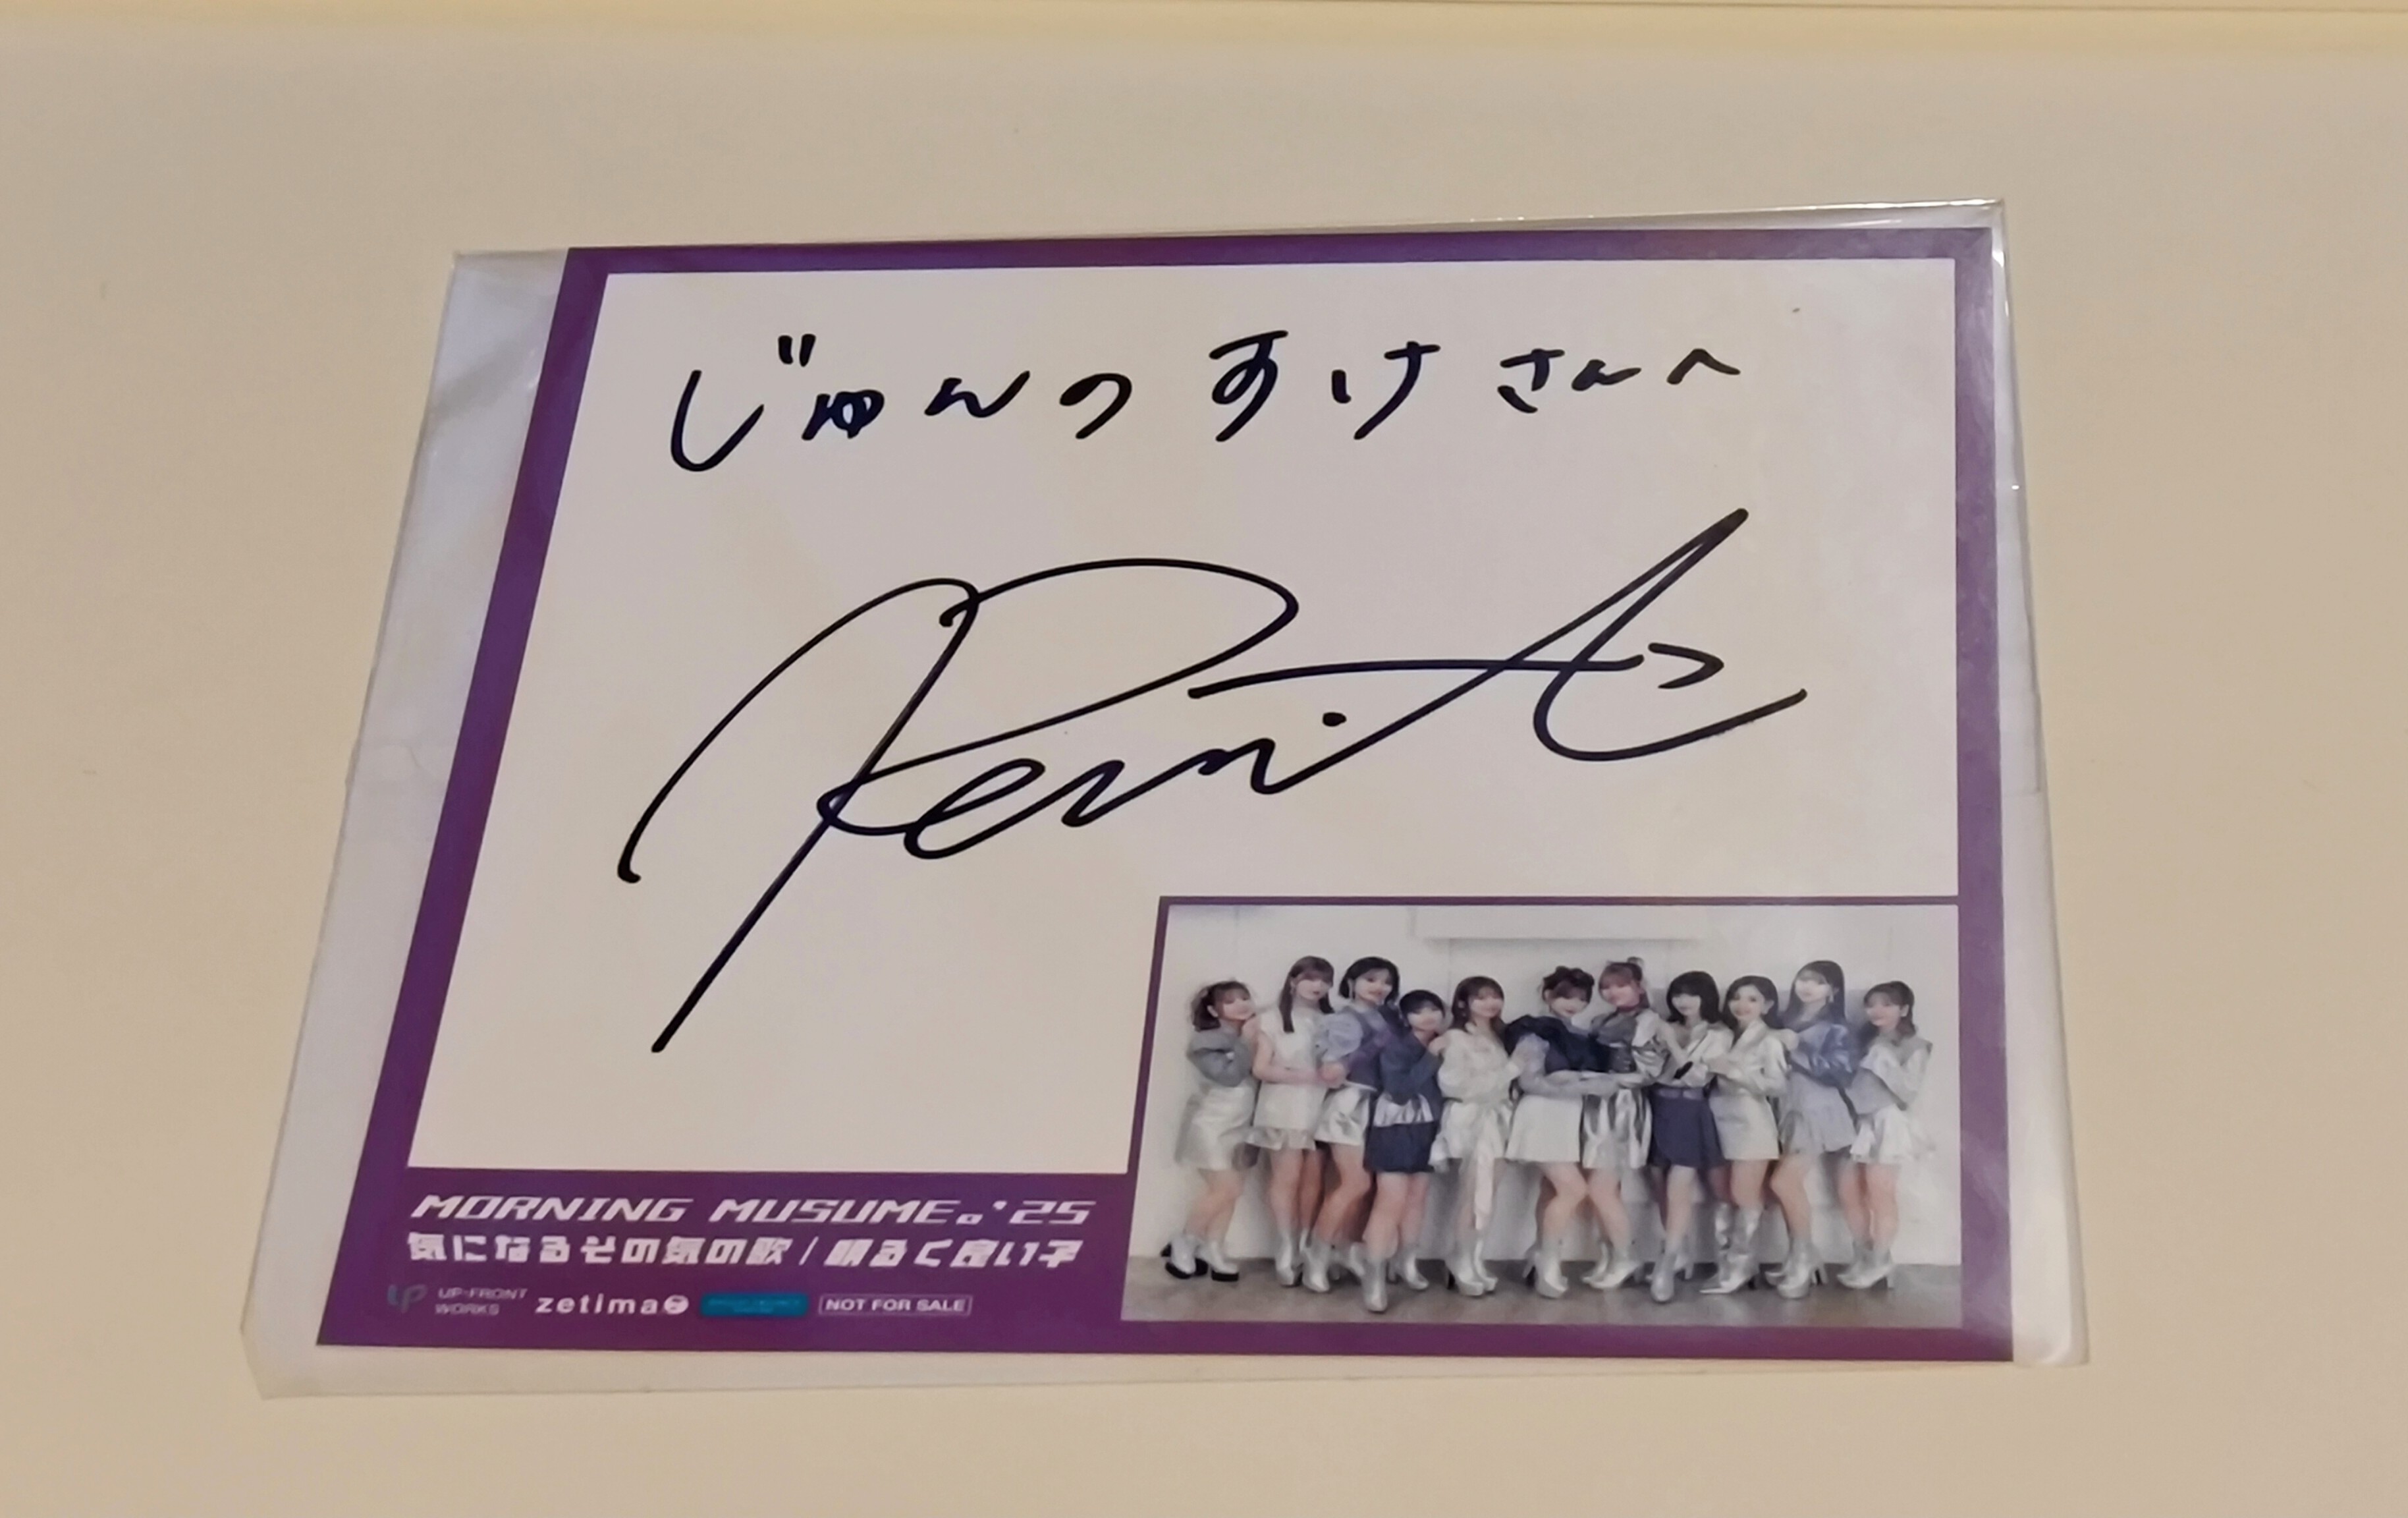 じゅんのすけさんへ
MORNING MUSUME。'25
気になるその気の歌/明るく良い子
UP-FRONT
WORKS
zetima
NOT FOR SALE